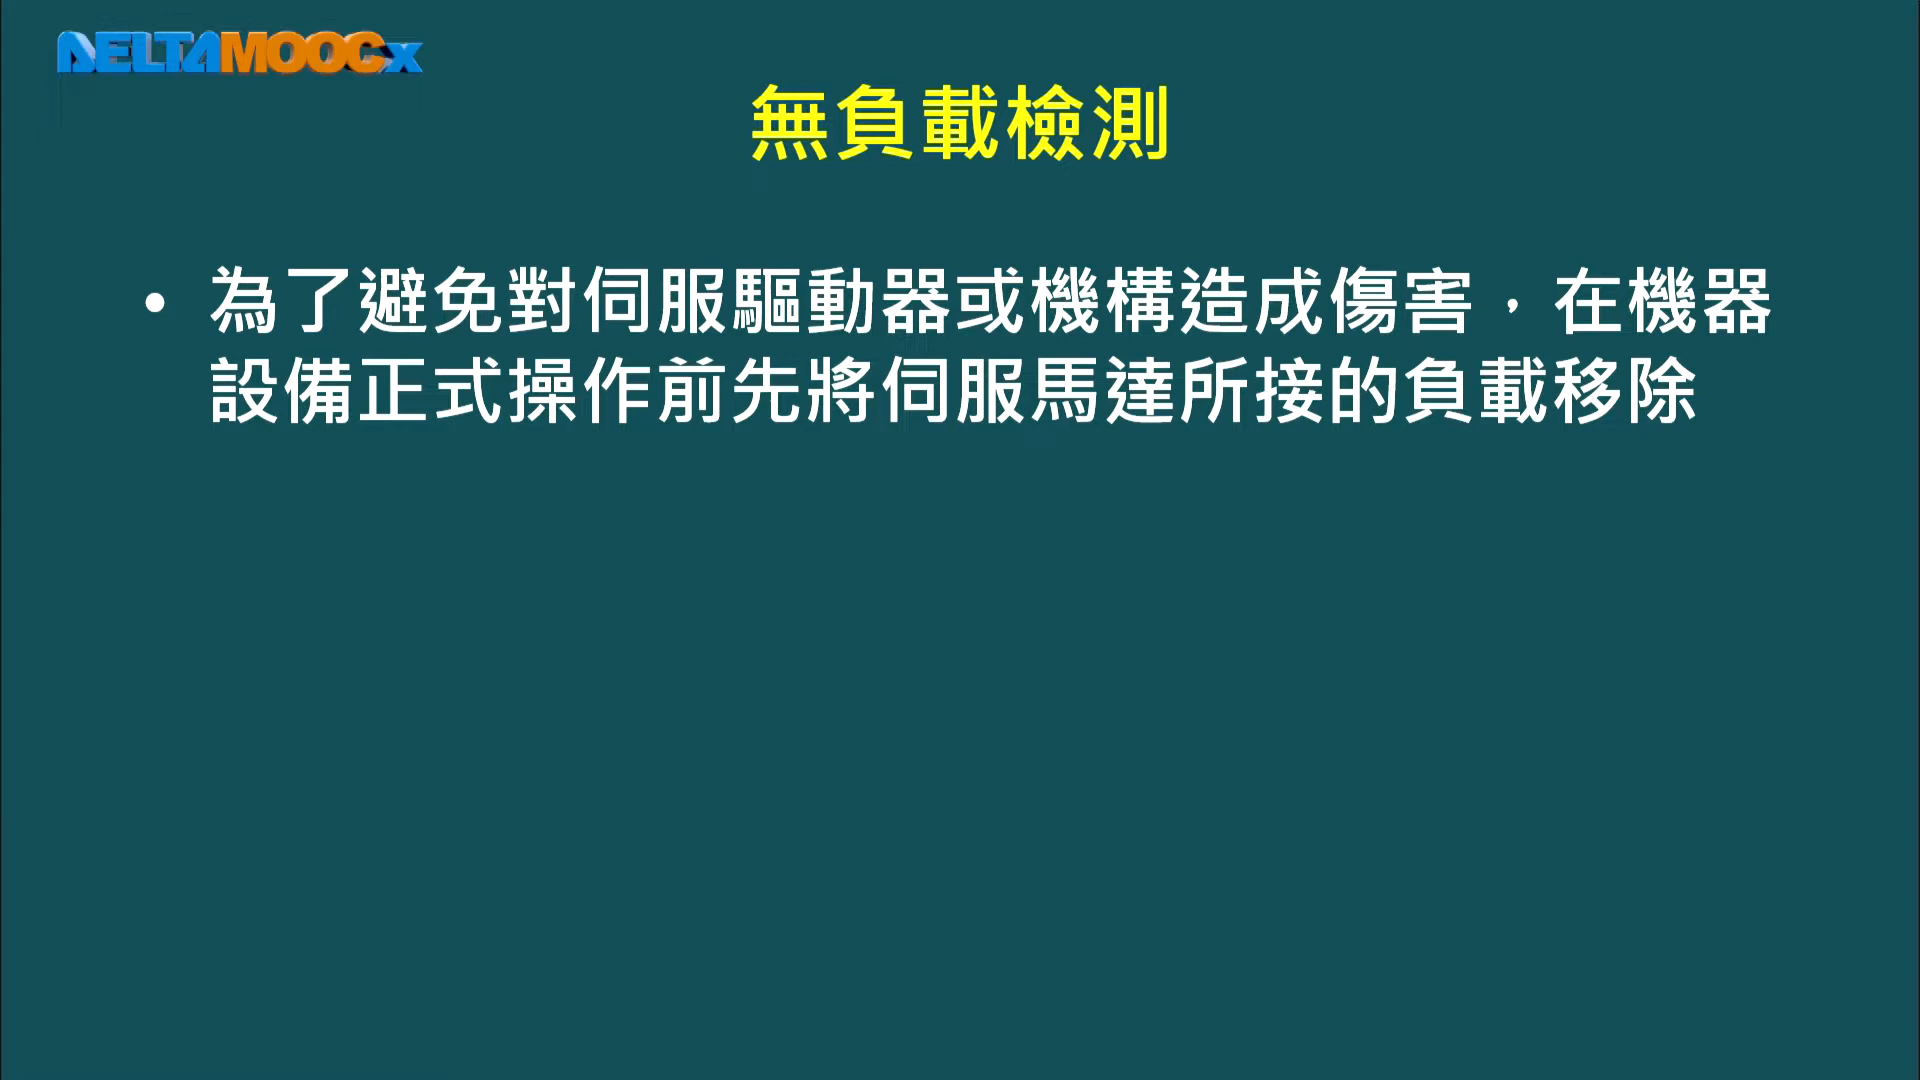 DELTAMOOCx
無負載檢測
• 為了避免對伺服驅動器或機構造成傷害，在機器
設備正式操作前先將伺服馬達所接的負載移除